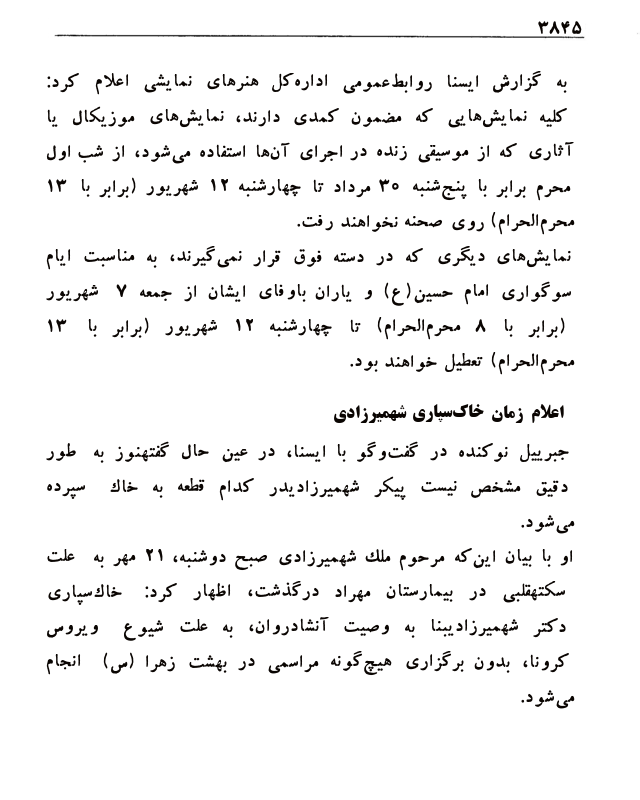 ۳۸۴۵
به گزارش ایسنا روابط‌عمومی اداره‌کل هنرهای نمایشی اعلام کرد:
کلیه نمایش‌هایی که مضمون کمدی دارند، نمایش‌های موزیکال یا
آثاری که از موسیقی زنده در اجرای آن‌ها استفاده می‌شود، از شب اول
محرم برابر با پنج‌شنبه ۳۰ مرداد تا چهارشنبه ۱۲ شهریور (برابر با ۱۳
محرم‌الحرام) روی صحنه نخواهند رفت.
نمایش‌های دیگری که در دسته فوق قرار نمی‌گیرند، به مناسبت ایام
سوگواری امام حسین(ع) و یاران باوفای ایشان از جمعه ۷ شهریور
(برابر با ۸ محرم‌الحرام) تا چهارشنبه ۱۲ شهریور (برابر با ۱۳
محرم‌الحرام) تعطیل خواهند بود.
اعلام زمان خاک‌سپاری شهمیرزادی
جبرییل نوکنده در گفت‌وگو با ایسنا، در عین حال گفتهنوز به طور
دقیق مشخص نیست پیکر شهمیرزادیدر کدام قطعه به خاک سپرده
می‌شود.
او با بیان این‌که مرحوم ملک شهمیرزادی صبح دوشنبه، ۲۱ مهر به علت
سکتهقلبی در بیمارستان مهراد درگذشت، اظهار کرد: خاک‌سپاری
دکتر شهمیرزادیبنا به وصیت آنشادروان، به علت شیوع ویروس
کرونا، بدون برگزاری هیچ‌گونه مراسمی در بهشت زهرا (س) انجام
می‌شود.